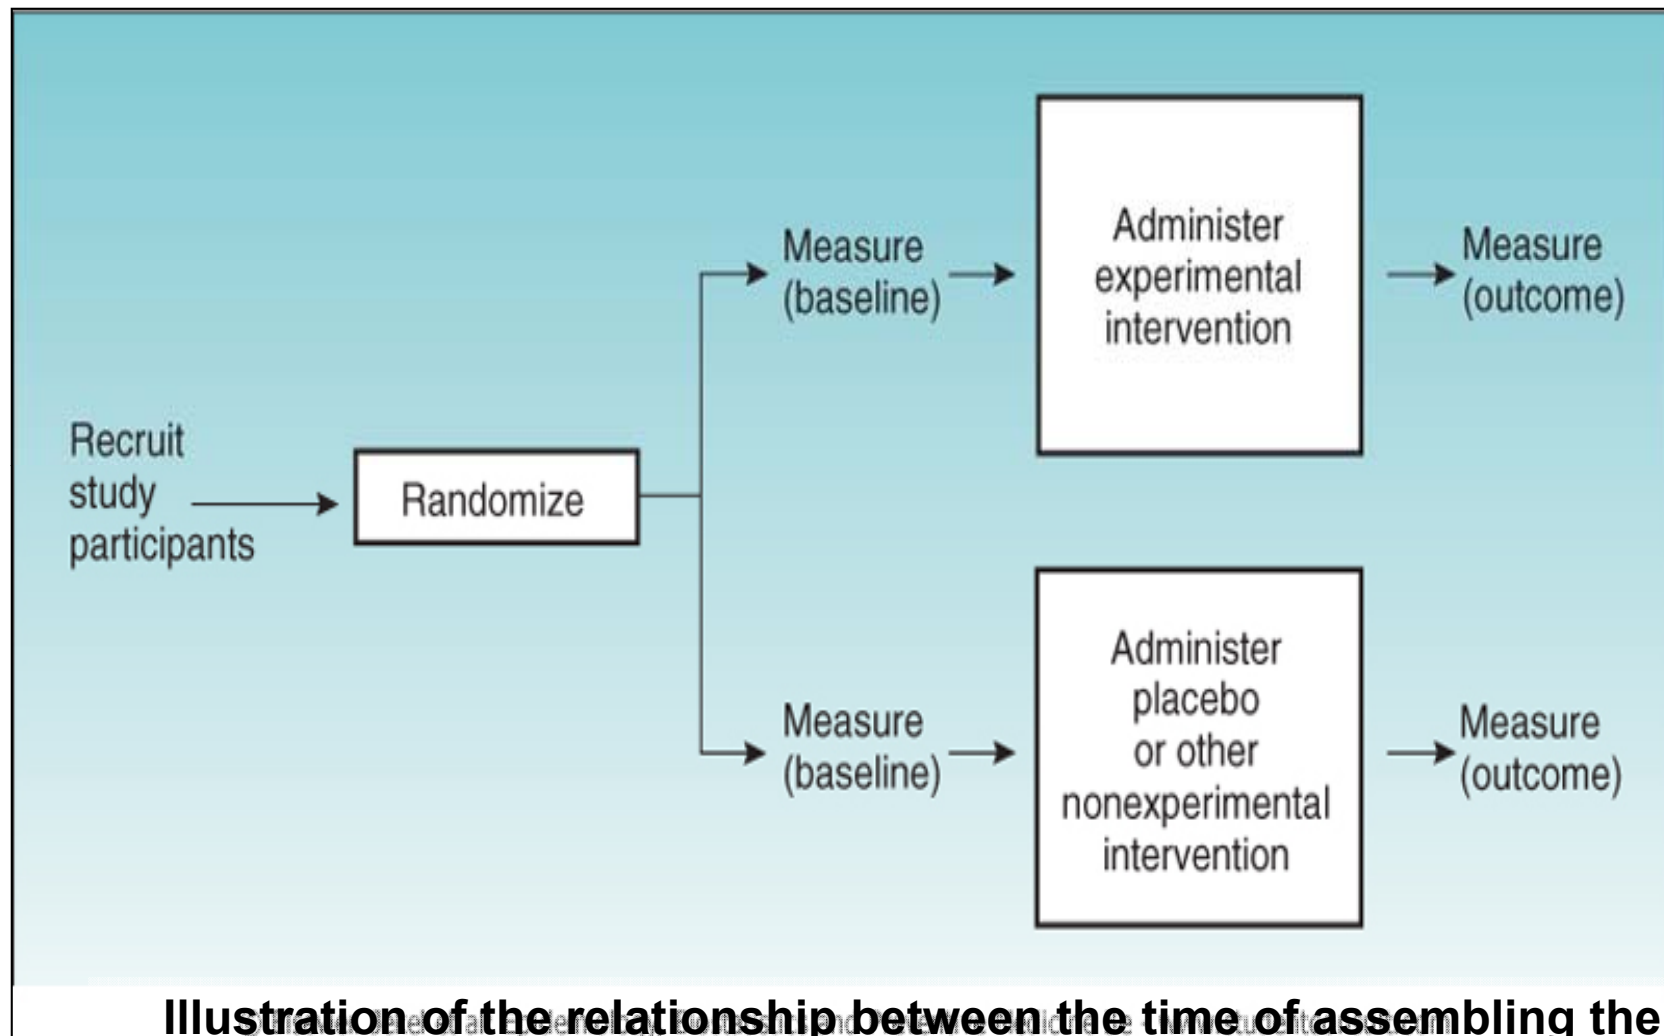 Recruit
study
participants
Randomize
Measure
(baseline)
Administer
experimental
intervention
Measure
(outcome)
Measure
(baseline)
Administer
placebo
or other
nonexperimental
intervention
Measure
(outcome)
Illustration of the relationship between the time of assembling the